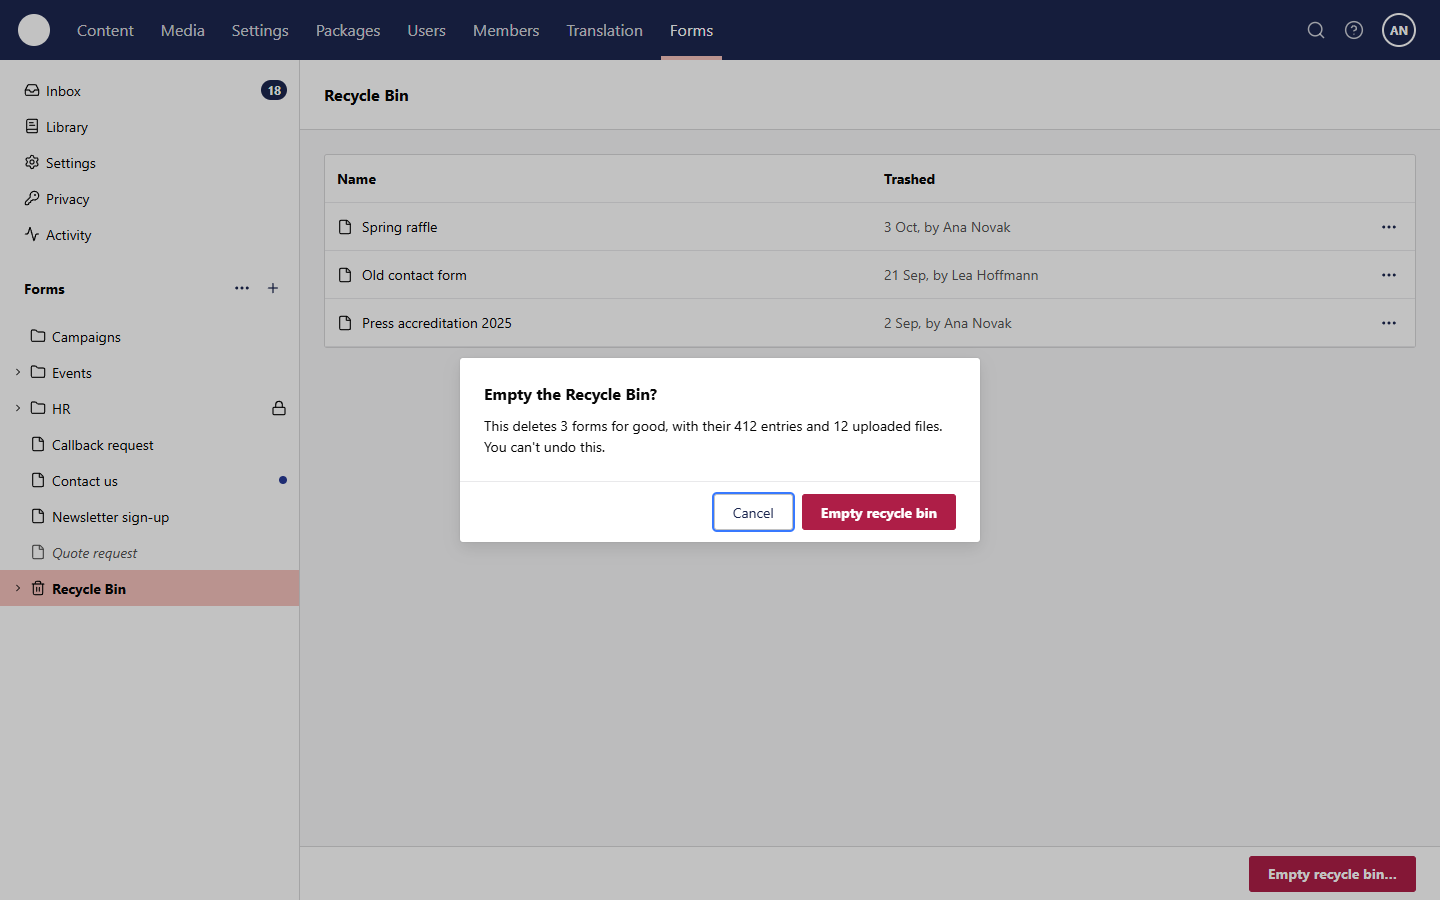 Content
Media
Settings
Packages
Users
Members
Translation
Forms
AN
Inbox
18
Library
Settings
Privacy
Activity
Forms
Campaigns
Events
HR
Callback request
Contact us
Newsletter sign-up
Quote request
Recycle Bin
Recycle Bin
Name
Trashed
Spring raffle
3 Oct, by Ana Novak
Old contact form
21 Sep, by Lea Hoffmann
Press accreditation 2025
2 Sep, by Ana Novak
Empty the Recycle Bin?
This deletes 3 forms for good, with their 412 entries and 12 uploaded files.
You can't undo this.
Cancel
Empty recycle bin
Empty recycle bin...